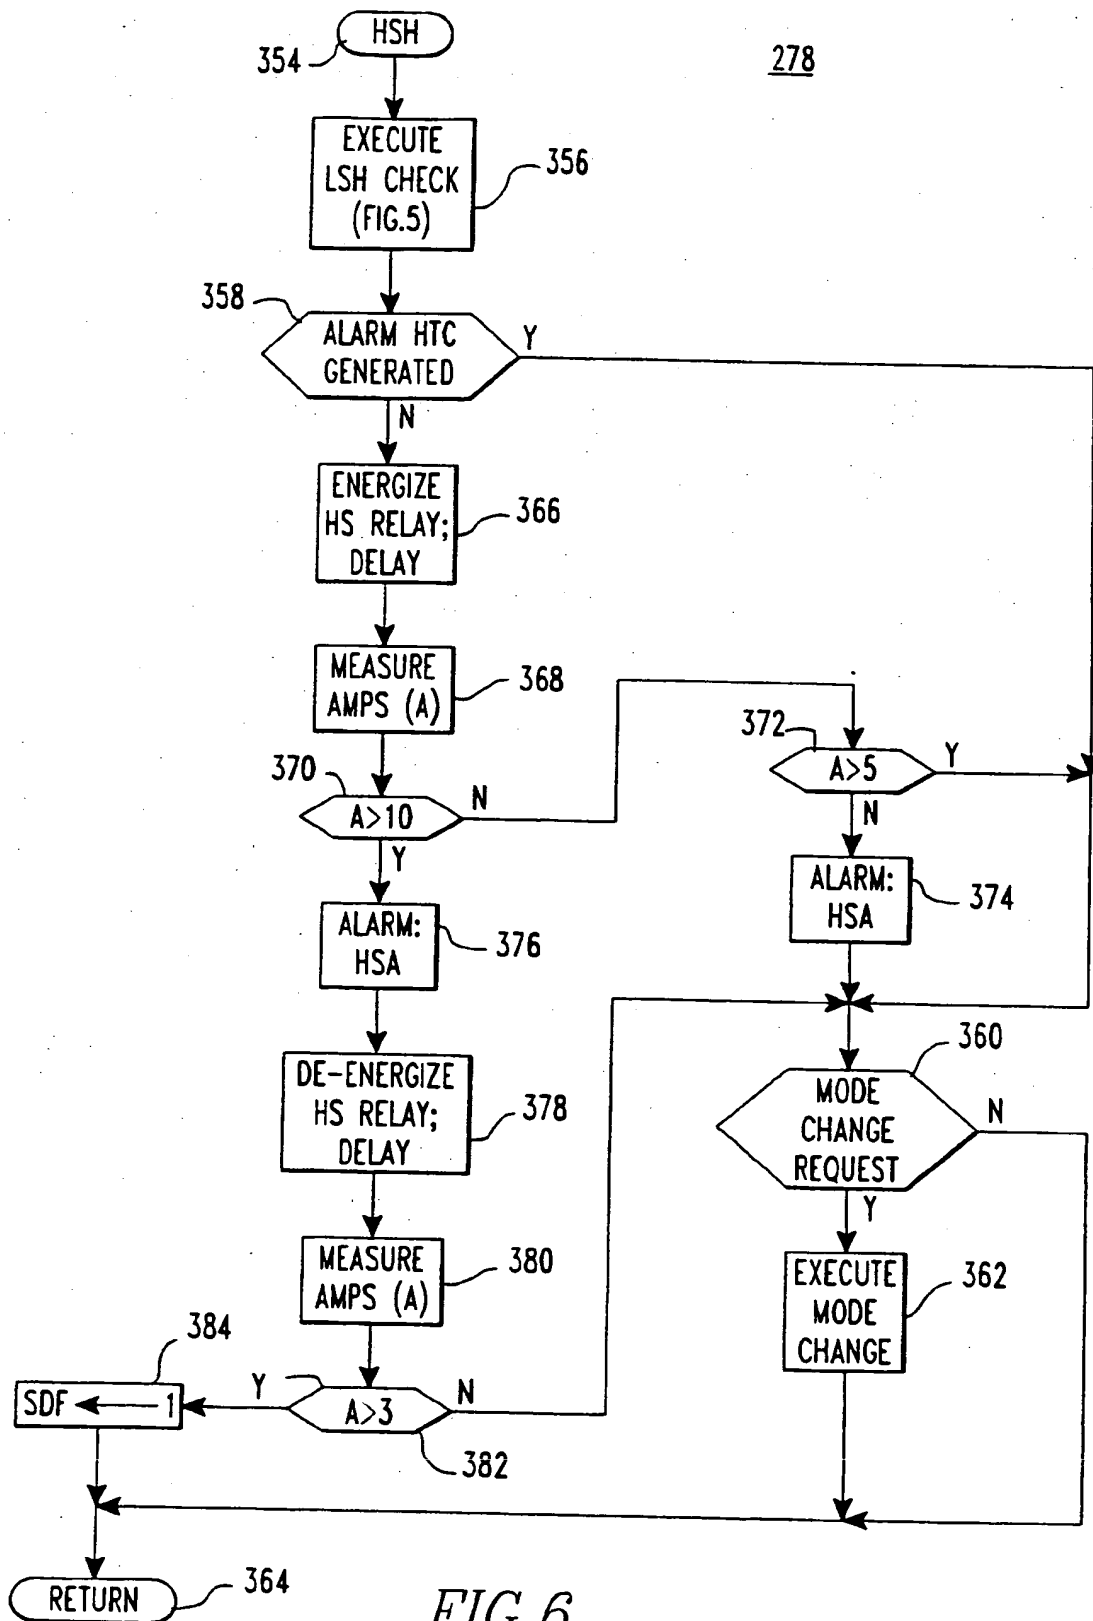 HSH
354
278
EXECUTE
LSH CHECK
(FIG.5)
356
358
ALARM HTC
GENERATED
Y
N
ENERGIZE
HS RELAY;
DELAY
366
MEASURE
AMPS (A)
368
370
A>10
N
Y
372
A>5
Y
N
ALARM:
HSA
374
ALARM:
HSA
376
360
MODE
CHANGE
REQUEST
N
Y
DE-ENERGIZE
HS RELAY;
DELAY
378
MEASURE
AMPS (A)
380
EXECUTE
MODE
CHANGE
362
384
SDF ← 1
Y
A>3
N
382
RETURN
364
FIG.6